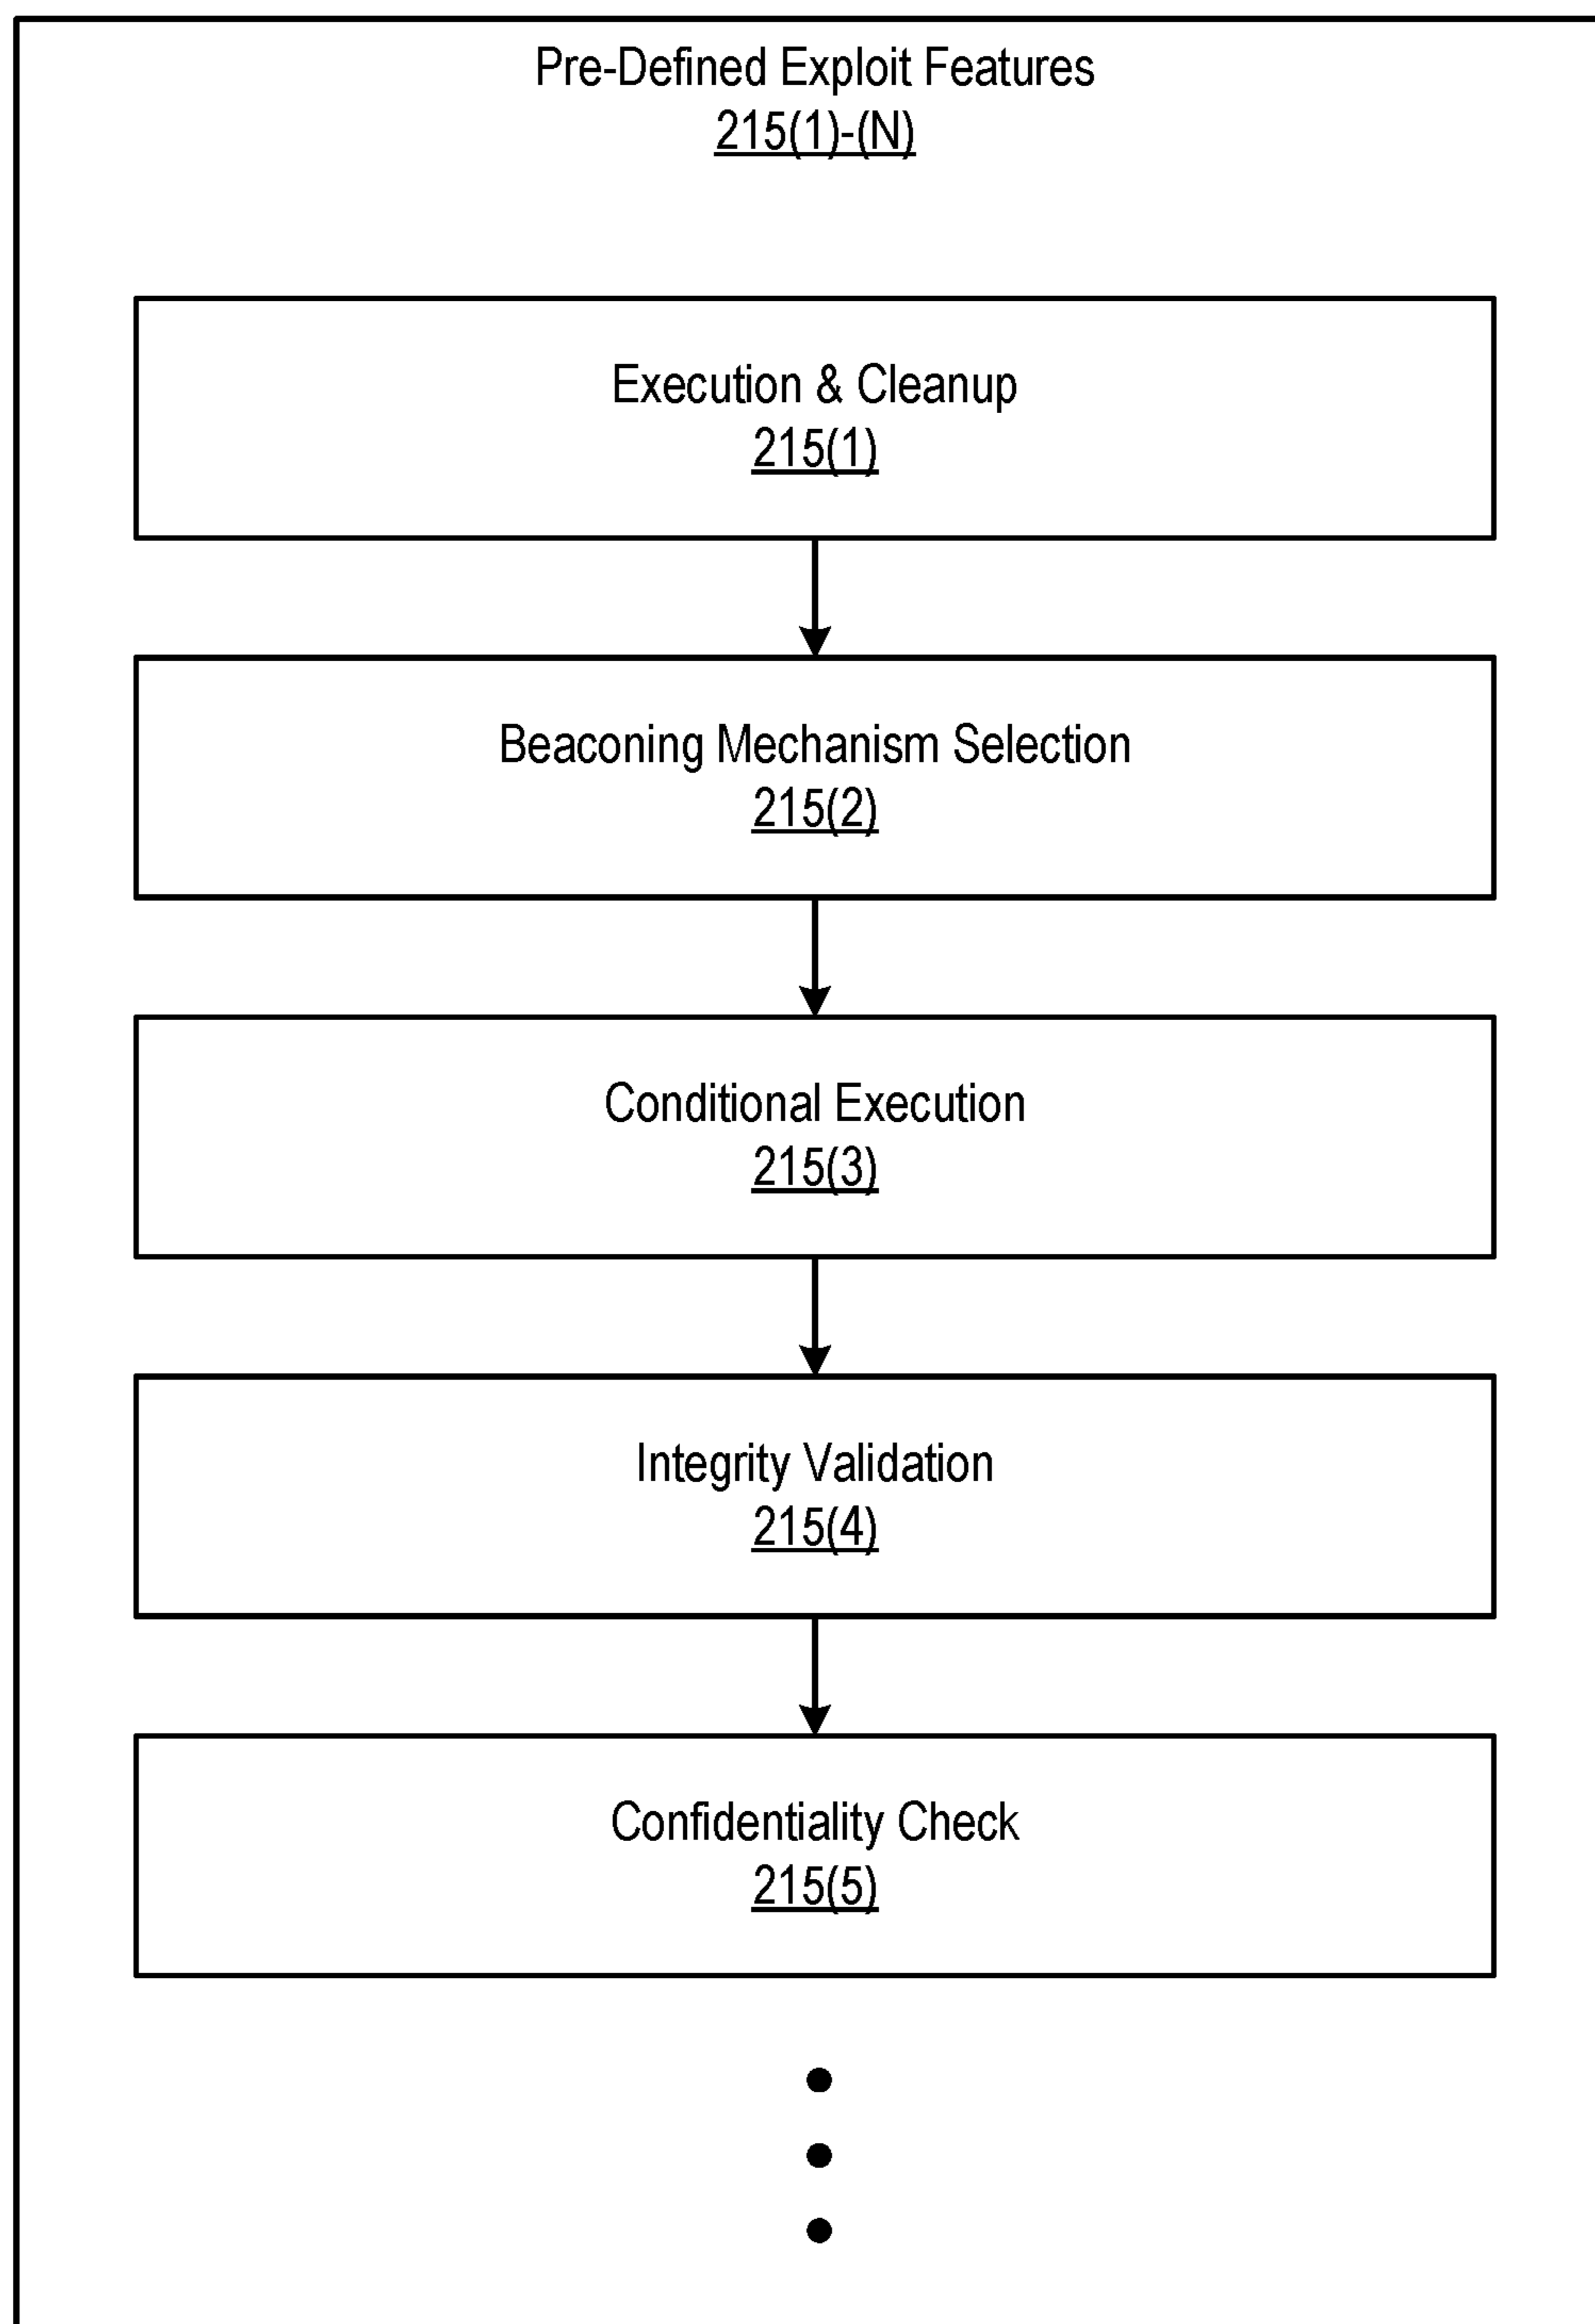 Pre-Defined Exploit Features
215(1)-(N)
Execution & Cleanup
215(1)
Beaconing Mechanism Selection
215(2)
Conditional Execution
215(3)
Integrity Validation
215(4)
Confidentiality Check
215(5)